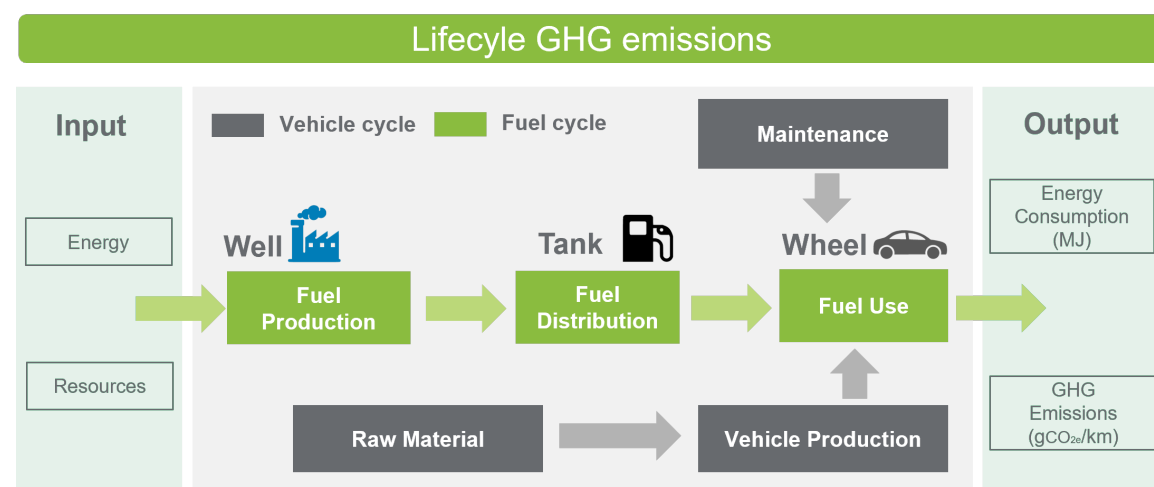 Lifecyle GHG emissions
Input
Vehicle cycle
Fuel cycle
Maintenance
Output
Energy
Consumption
(MJ)
Energy
Well
Tank
Wheel
Fuel
Production
Fuel
Distribution
Fuel Use
Resources
GHG
Emissions
(gCO2e/km)
Raw Material
Vehicle Production